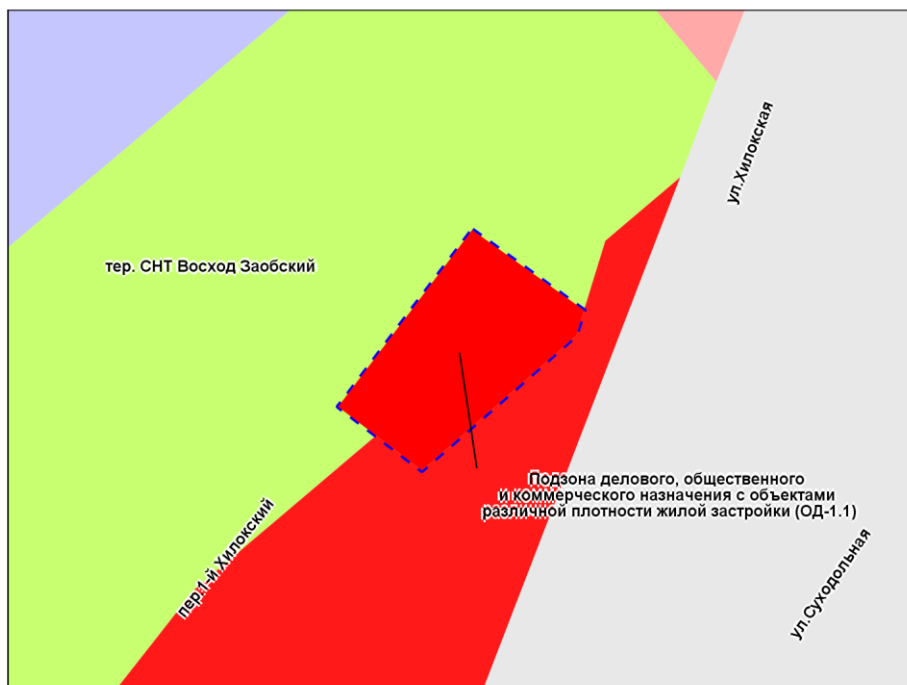 ул.Хилокская
тер. СНТ Восход Заобский
Подзона делового, общественного
и коммерческого назначения с объектами
различной плотности жилой застройки (ОД-1.1)
пер.1-й Хилокский
ул.Суходольная